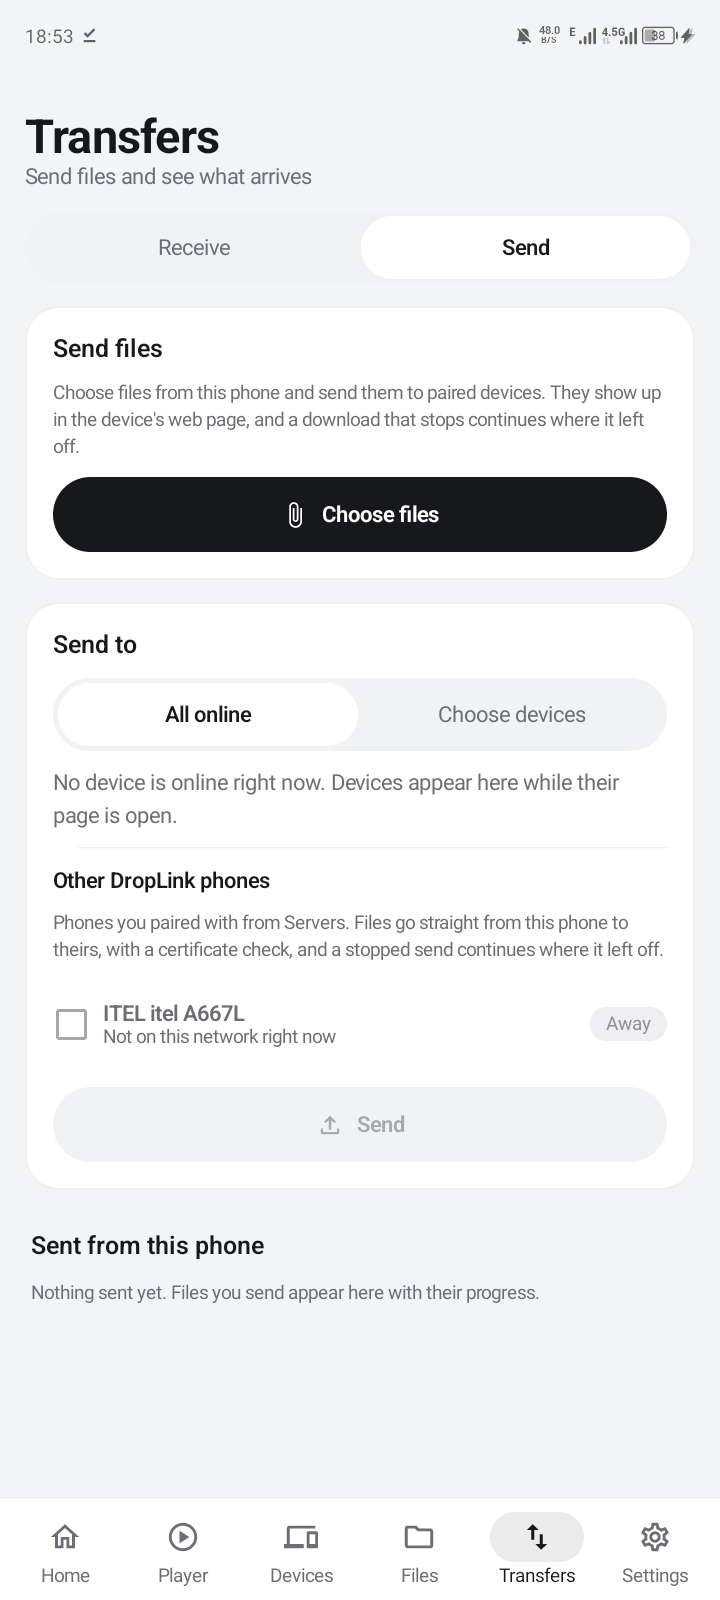 18:53
48.0
B/S
E
4.5G
38
Transfers
Send files and see what arrives
Receive
Send
Send files
Choose files from this phone and send them to paired devices. They show up
in the device's web page, and a download that stops continues where it left
off.
Choose files
Send to
All online
Choose devices
No device is online right now. Devices appear here while their
page is open.
Other DropLink phones
Phones you paired with from Servers. Files go straight from this phone to
theirs, with a certificate check, and a stopped send continues where it left off.
ITEL itel A667L
Not on this network right now
Away
Send
Sent from this phone
Nothing sent yet. Files you send appear here with their progress.
Home
Player
Devices
Files
Transfers
Settings